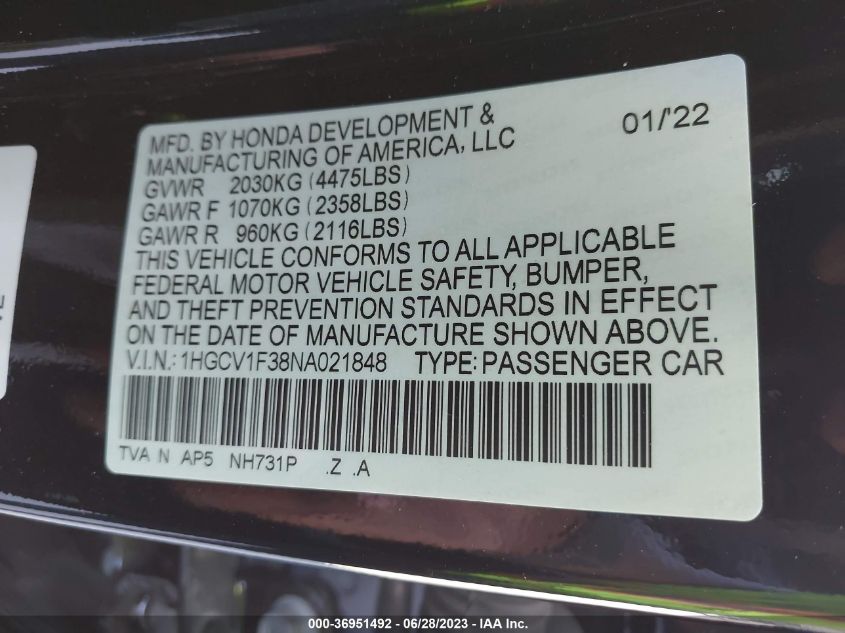 MFD. BY HONDA DEVELOPMENT &
MANUFACTURING OF AMERICA, LLC
01/'22
GVWR 2030KG (4475LBS)
GAWR F 1070KG (2358LBS)
GAWR R 960KG (2116LBS)
THIS VEHICLE CONFORMS TO ALL APPLICABLE
FEDERAL MOTOR VEHICLE SAFETY, BUMPER,
AND THEFT PREVENTION STANDARDS IN EFFECT
ON THE DATE OF MANUFACTURE SHOWN ABOVE.
V.I.N.: 1HGCV1F38NA021848 TYPE: PASSENGER CAR
TVA N AP5 NH731P .Z .A
000-36951492 - 06/28/2023 - IAA Inc.